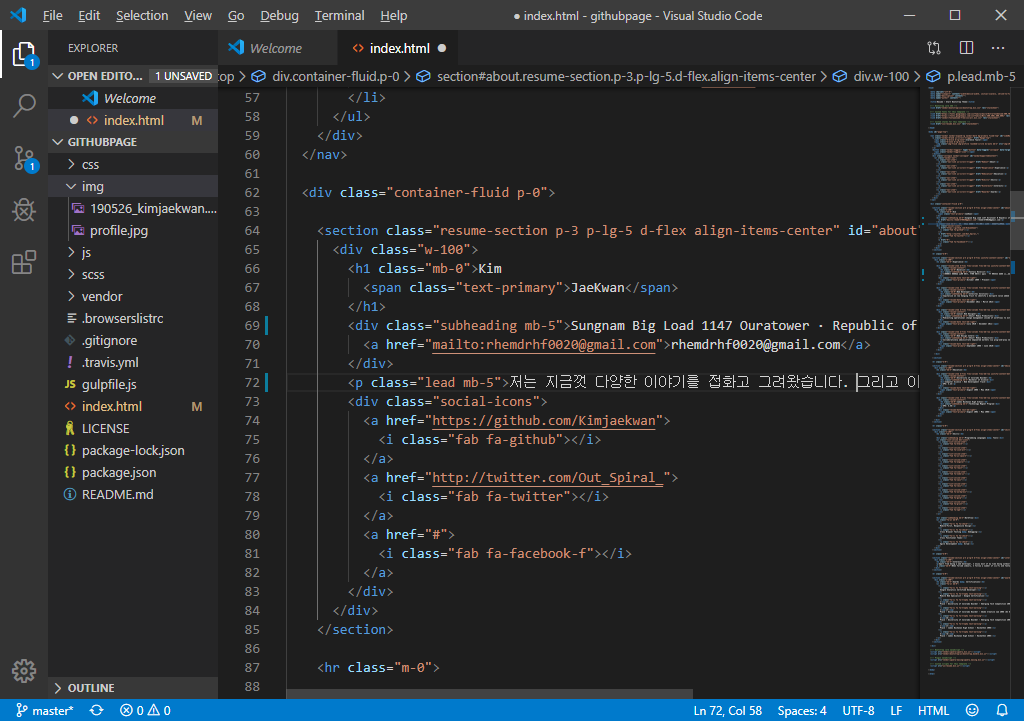 File Edit Selection View Go Debug Terminal Help
● index.html - githubpage - Visual Studio Code
EXPLORER
Welcome
<> index.html ●
OPEN EDITO... 1 UNSAVED
top > div.container-fluid.p-0 > section#about.resume-section.p-3.p-lg-5.d-flex.align-items-center > div.w-100 > p.lead.mb-5
Welcome
● <> index.html M
GITHUBPAGE
> css
img
190526_kimjaekwan....
profile.jpg
> js
> scss
> vendor
.browserslistrc
.gitignore
! .travis.yml
JS gulpfile.js
<> index.html M
LICENSE
{} package-lock.json
{} package.json
README.md
> OUTLINE
1
1
57 </li>
58 </ul>
59 </div>
60 </nav>
61
62 <div class="container-fluid p-0">
63
64 <section class="resume-section p-3 p-lg-5 d-flex align-items-center" id="about"
65 <div class="w-100">
66 <h1 class="mb-0">Kim
67 <span class="text-primary">JaeKwan</span>
68 </h1>
69 <div class="subheading mb-5">Sungnam Big Load 1147 Ouratower · Republic of
70 <a href="mailto:rhemdrhf0020@gmail.com">rhemdrhf0020@gmail.com</a>
71 </div>
72 <p class="lead mb-5">저는 지금껏 다양한 이야기를 접화고 그려왔습니다. 그리고 이
73 <div class="social-icons">
74 <a href="https://github.com/Kimjaekwan">
75 <i class="fab fa-github"></i>
76 </a>
77 <a href="http://twitter.com/Out_Spiral_">
78 <i class="fab fa-twitter"></i>
79 </a>
80 <a href="#">
81 <i class="fab fa-facebook-f"></i>
82 </a>
83 </div>
84 </div>
85 </section>
86
87 <hr class="m-0">
88
master* 0 0 Ln 72, Col 58 Spaces: 4 UTF-8 LF HTML